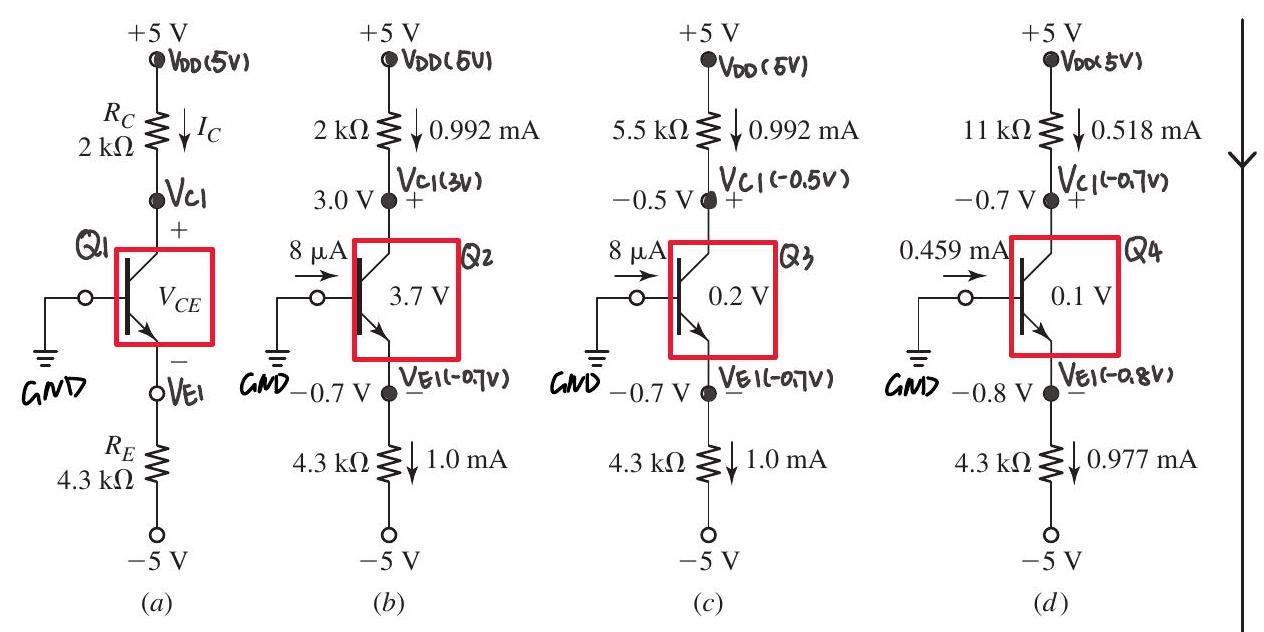 +5 V
VDD(5V)
RC
2 kΩ
IC
VC1
+
Q1
VCE
GND
−
VE1
RE
4.3 kΩ
−5 V
(a)
+5 V
VDD(5V)
2 kΩ
0.992 mA
VC1(3V)
3.0 V
+
8 μA
Q2
3.7 V
GND
VE1(-0.7V)
−0.7 V
−
4.3 kΩ
1.0 mA
−5 V
(b)
+5 V
VDD(5V)
5.5 kΩ
0.992 mA
VC1(-0.5V)
−0.5 V
+
8 μA
Q3
0.2 V
GND
VE1(-0.7V)
−0.7 V
−
4.3 kΩ
1.0 mA
−5 V
(c)
+5 V
VDD(5V)
11 kΩ
0.518 mA
VC1(-0.7V)
−0.7 V
+
0.459 mA
Q4
0.1 V
GND
VE1(-0.8V)
−0.8 V
−
4.3 kΩ
0.977 mA
−5 V
(d)